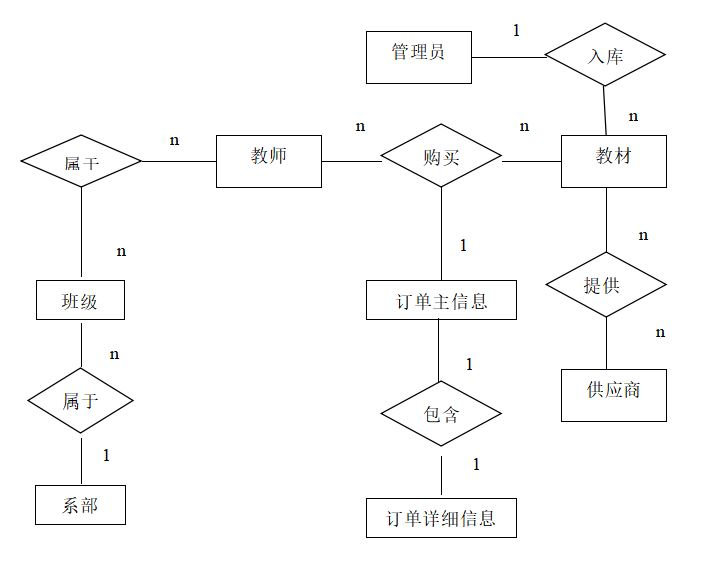 1
管理员
入库
n
n
n
n
属于
教师
购买
教材
1
n
n
班级
订单主信息
提供
n
1
n
属于
包含
供应商
1
1
系部
订单详细信息